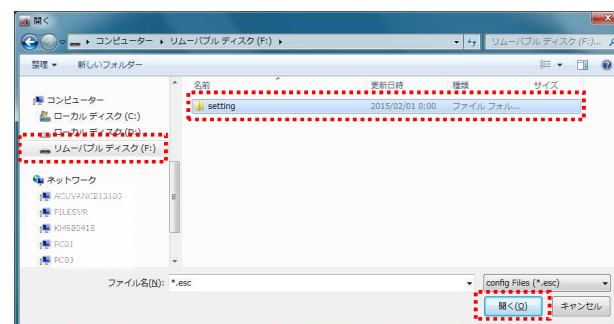 開く
コンピューター ▸ リムーバブル ディスク (F:) ▸
リムーバブル ディスク (F:)...
整理 ▼ 新しいフォルダー
名前 更新日時 種類 サイズ
setting 2015/02/01 0:00 ファイル フォル...
コンピューター
ローカル ディスク (C:)
ローカル ディスク (D:)
リムーバブル ディスク (F:)
ネットワーク
FILESVR
KM980418
PC01
PC03
ファイル名(N): *.esc config Files (*.esc)
開く(O) キャンセル